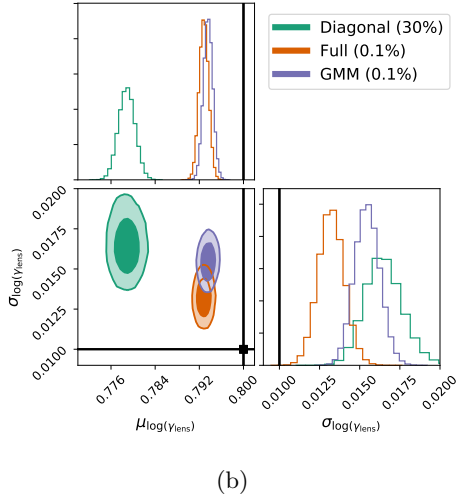 Diagonal (30%)
Full (0.1%)
GMM (0.1%)
σlog(γlens)
0.0200
0.0175
0.0150
0.0125
0.0100
0.776
0.784
0.792
0.800
μlog(γlens)
0.0100
0.0125
0.0150
0.0175
0.0200
σlog(γlens)
(b)